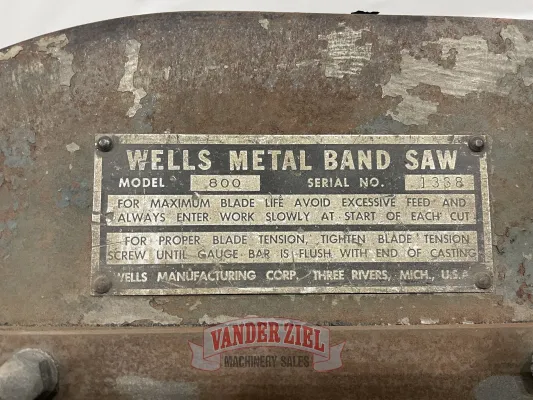 WELLS METAL BAND SAW
MODEL 800 SERIAL NO. 1388
FOR MAXIMUM BLADE LIFE AVOID EXCESSIVE FEED AND
ALWAYS ENTER WORK SLOWLY AT START OF EACH CUT
FOR PROPER BLADE TENSION, TIGHTEN BLADE TENSION
SCREW UNTIL GAUGE BAR IS FLUSH WITH END OF CASTING
WELLS MANUFACTURING CORP. THREE RIVERS, MICH., U.S.A.
VANDER ZIEL
MACHINERY SALES